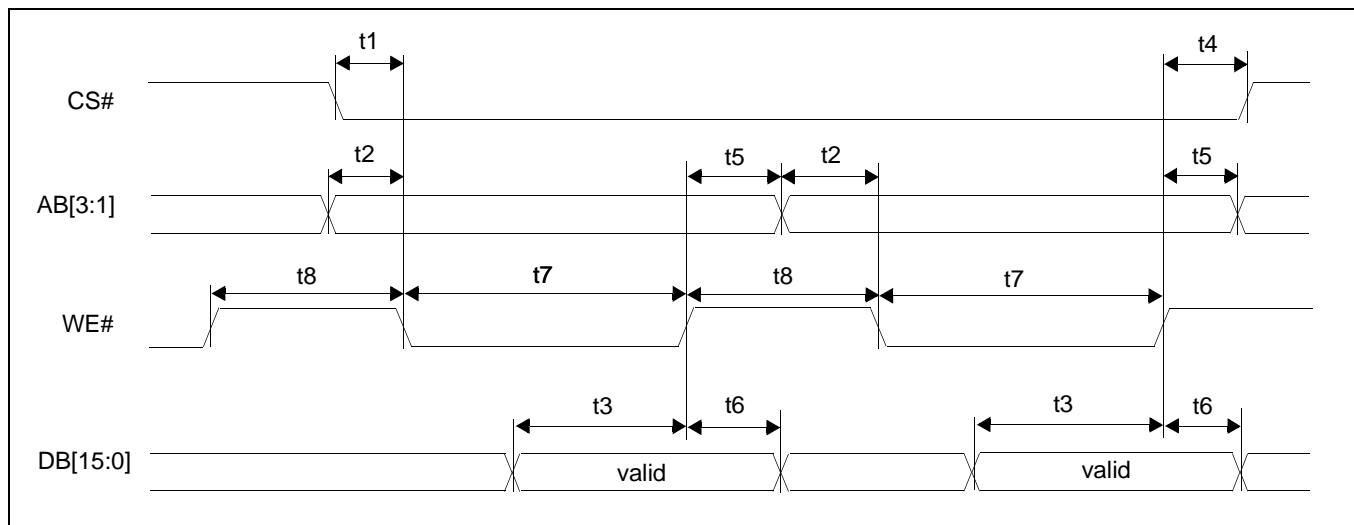 t1
t4
CS#
t2
t5
t2
t5
AB[3:1]
t8
t7
t8
t7
WE#
t3
t6
t3
t6
DB[15:0]
valid
valid